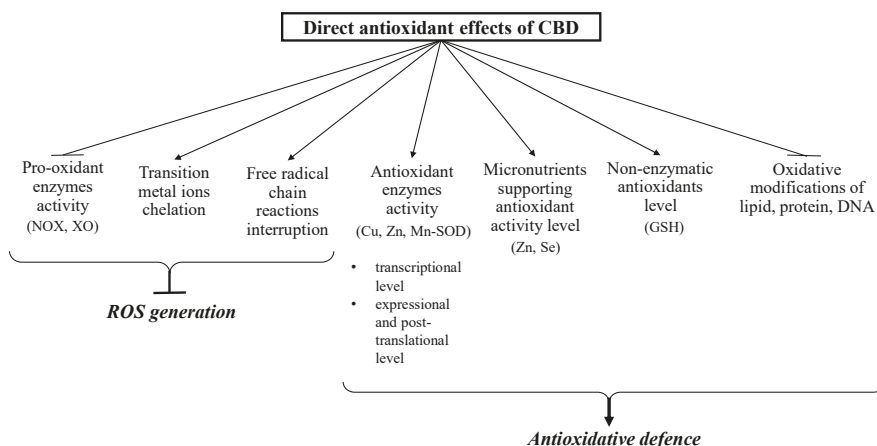 Direct antioxidant effects of CBD
Pro-oxidant
enzymes
activity
(NOX, XO)
Transition
metal ions
chelation
Free radical
chain
reactions
interruption
Antioxidant
enzymes
activity
(Cu, Zn, Mn-SOD)
• transcriptional
level
• expressional
and post-
translational
level
Micronutrients
supporting
antioxidant
activity level
(Zn, Se)
Non-enzymatic
antioxidants
level
(GSH)
Oxidative
modifications of
lipid, protein, DNA
ROS generation
Antioxidative defence